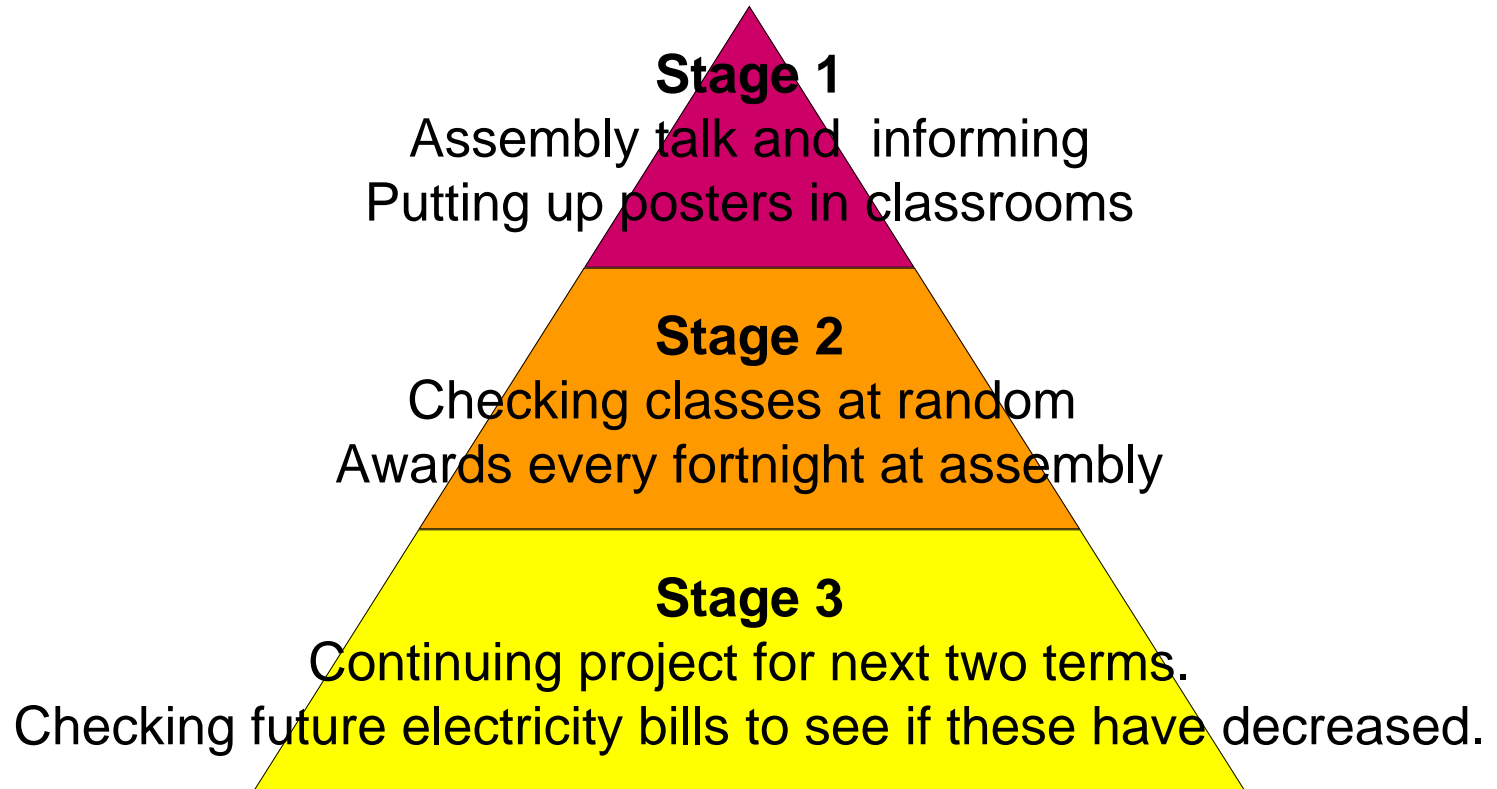 Stage 1
Assembly talk and  informing
Putting up posters in classrooms
Stage 2
Checking classes at random
Awards every fortnight at assembly
Stage 3
Continuing project for next two terms.
Checking future electricity bills to see if these have decreased.